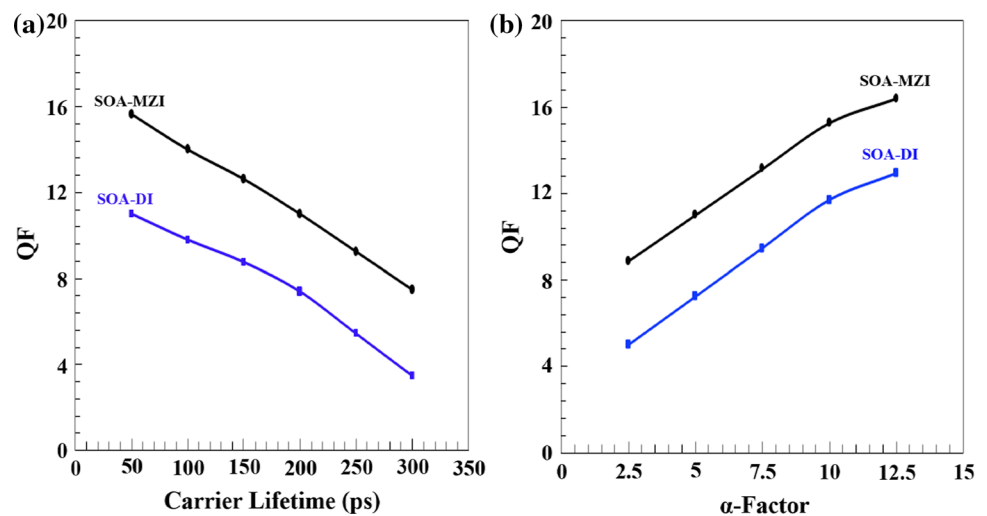 (a)
20
16
12
8
4
0
QF
SOA-MZI
SOA-DI
0 50 100 150 200 250 300 350
Carrier Lifetime (ps)
(b)
20
16
12
8
4
0
QF
SOA-MZI
SOA-DI
0 2.5 5 7.5 10 12.5 15
α-Factor